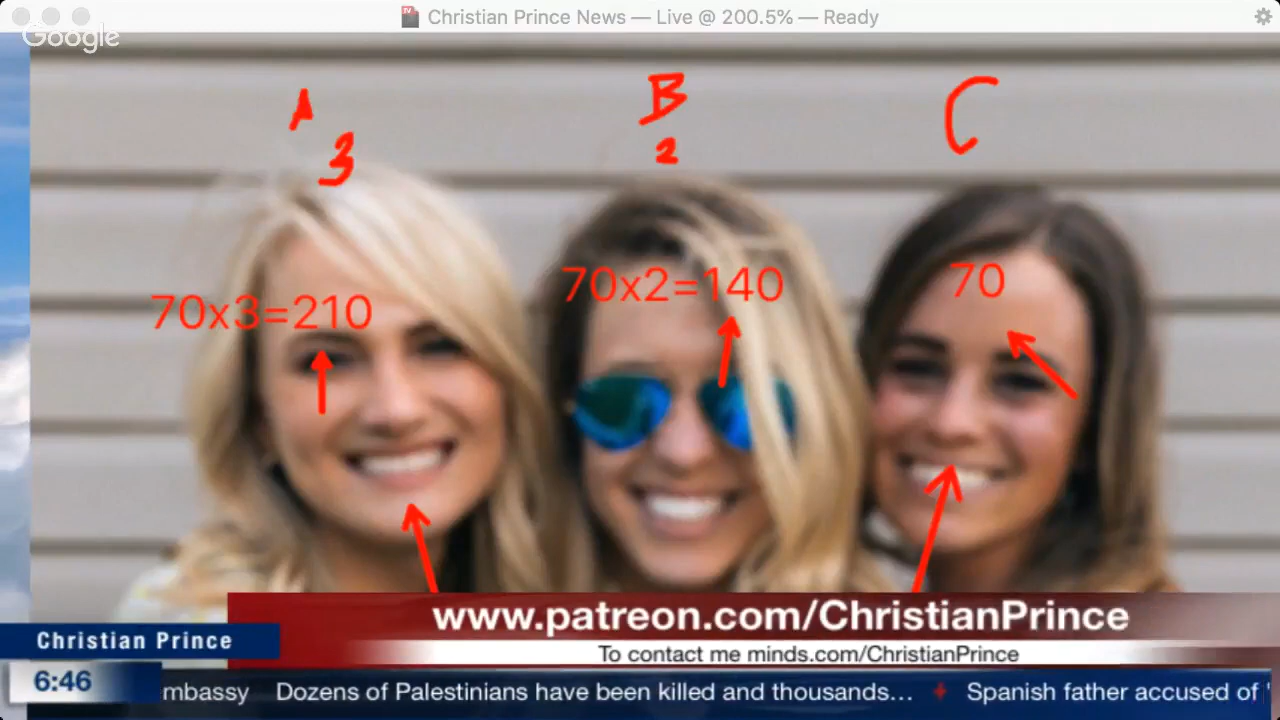 Christian Prince News — Live @ 200.5% — Ready
Google
A
3
B
2
C
70x3=210
70x2=140
70
www.patreon.com/ChristianPrince
Christian Prince
To contact me minds.com/ChristianPrince
6:46
mbassy Dozens of Palestinians have been killed and thousands... Spanish father accused of '